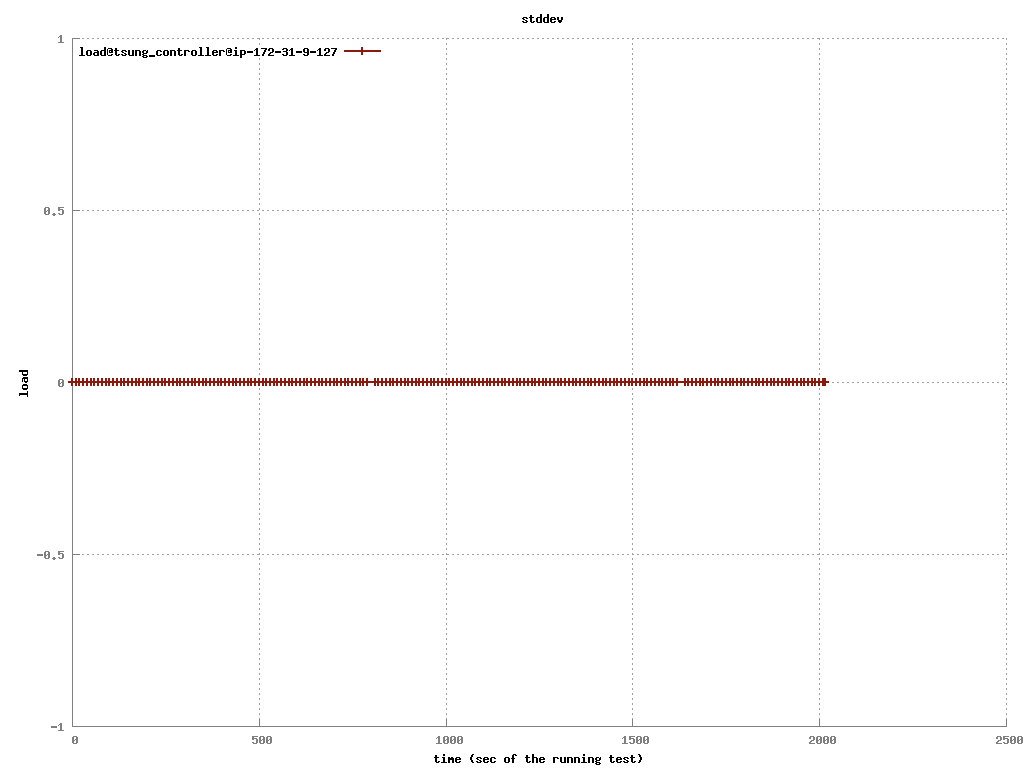 stddev
load@tsung_controller@ip-172-31-9-127
1
0.5
0
-0.5
-1
load
0 500 1000 1500 2000 2500
time (sec of the running test)